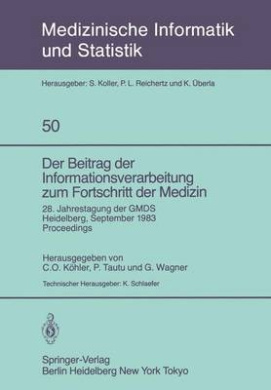 Medizinische Informatik
und Statistik
Herausgeber: S. Koller, P. L. Reichertz und K. Überla
50
Der Beitrag der
Informationsverarbeitung
zum Fortschritt der Medizin
28. Jahrestagung der GMDS
Heidelberg, September 1983
Proceedings
Herausgegeben von
C.O. Köhler, P. Tautu und G. Wagner
Technischer Herausgeber: K. Schlaefer
Springer-Verlag
Berlin Heidelberg New York Tokyo